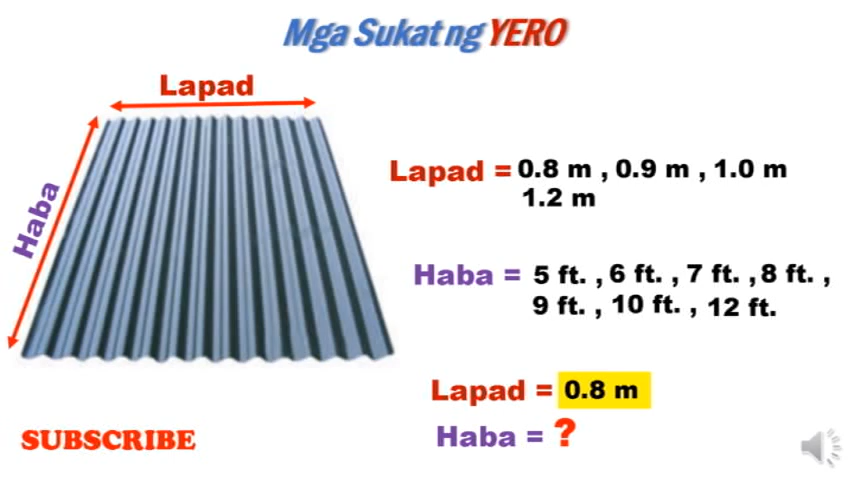 Mga Sukat ng YERO
Lapad
Haba
Lapad = 0.8 m , 0.9 m , 1.0 m
1.2 m
Haba = 5 ft. , 6 ft. , 7 ft. , 8 ft. ,
9 ft. , 10 ft. , 12 ft.
Lapad = 0.8 m
Haba = ?
SUBSCRIBE